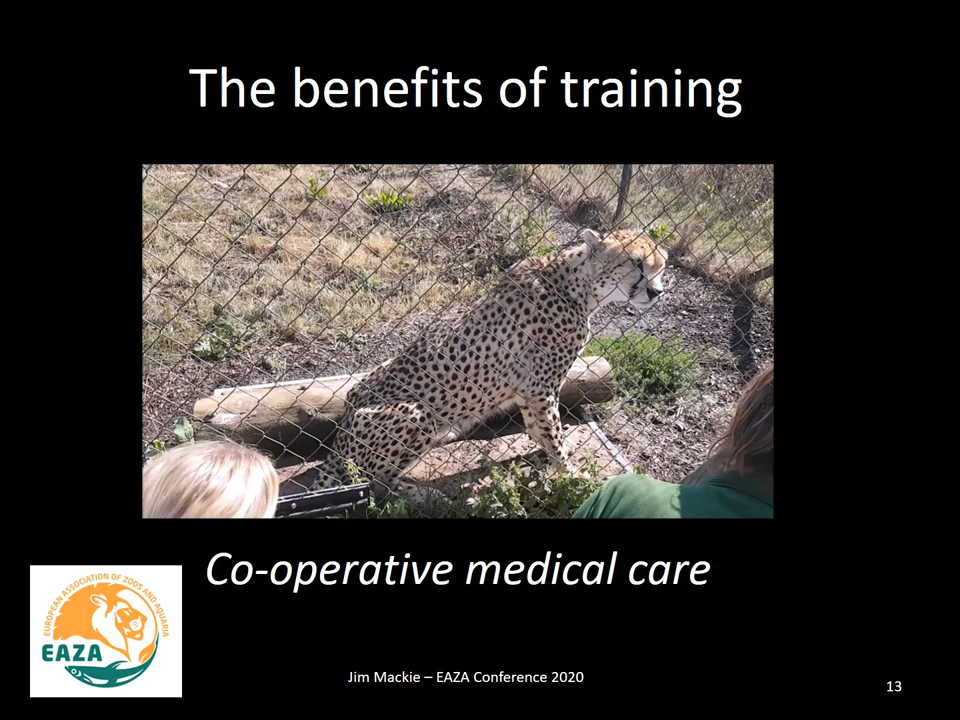 The benefits of training
Co-operative medical care
EUROPEAN ASSOCIATION OF ZOOS AND AQUARIA
EAZA
Jim Mackie – EAZA Conference 2020
13